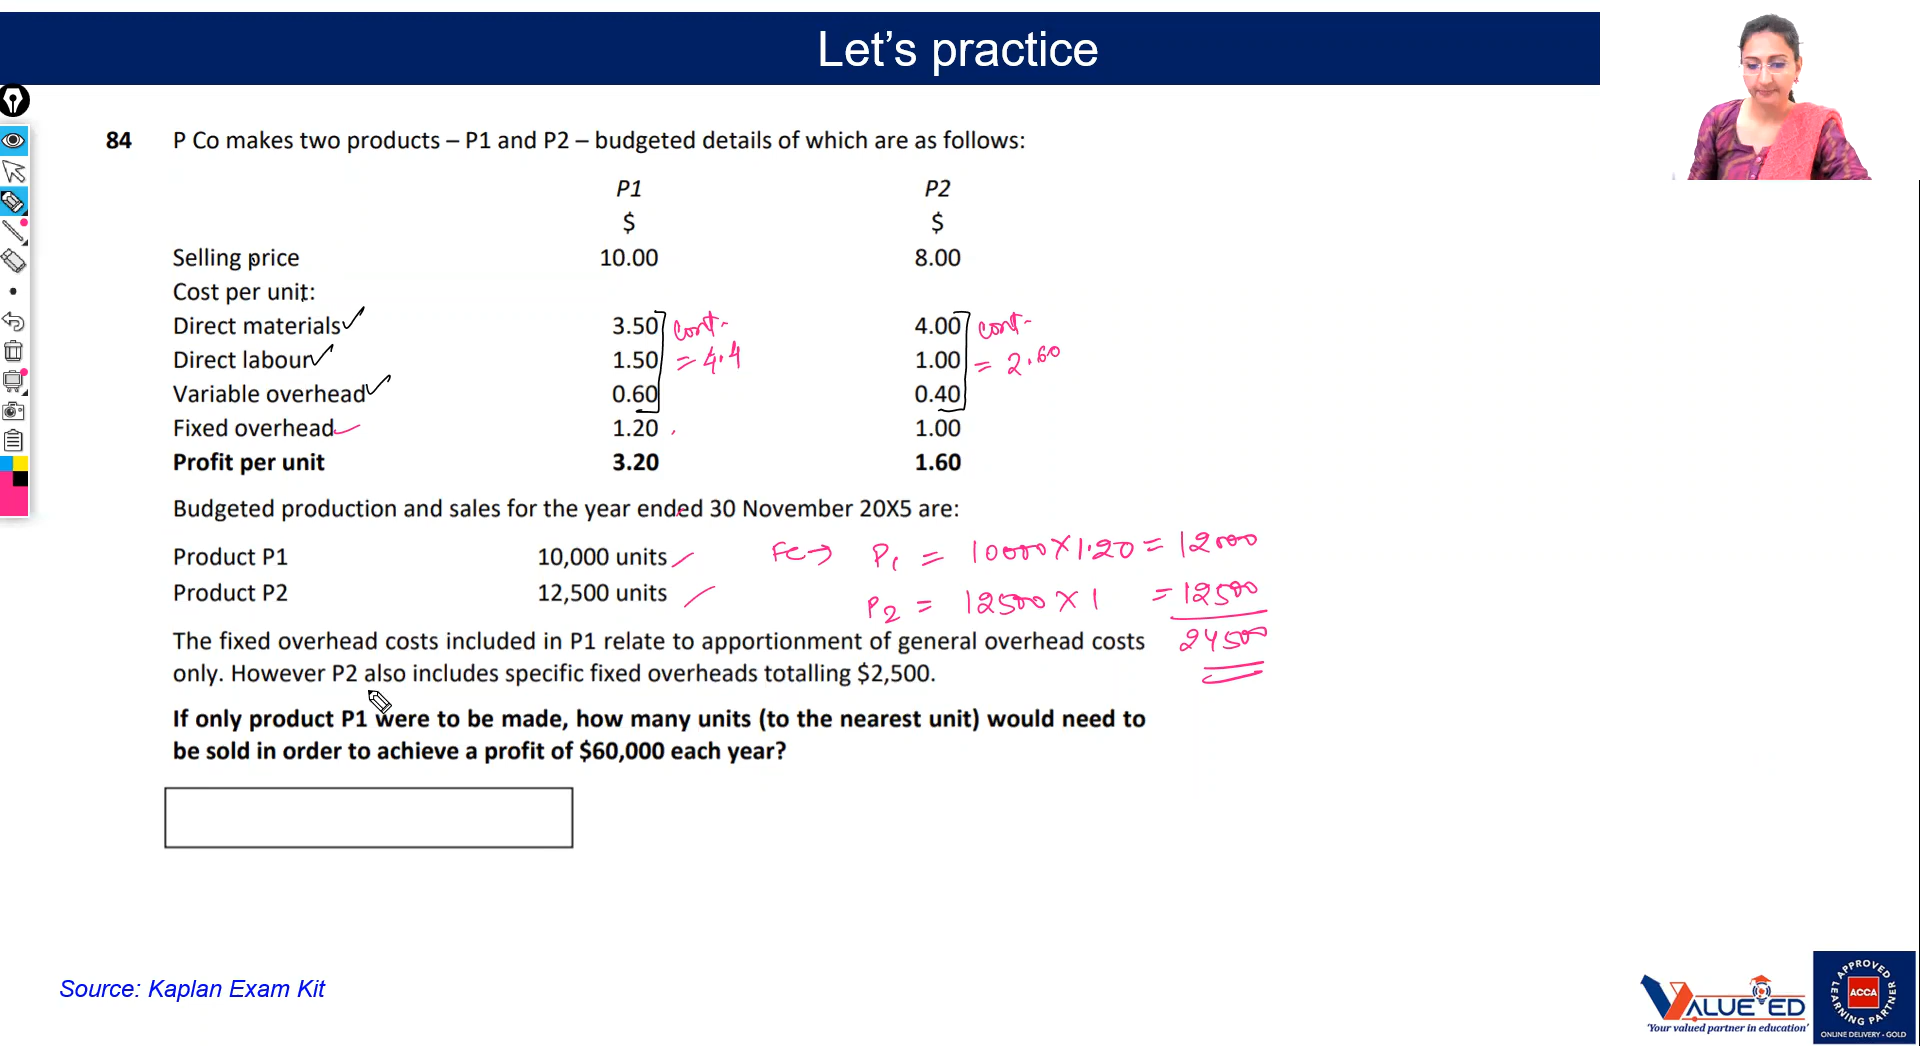 Let's practice
84 P Co makes two products – P1 and P2 – budgeted details of which are as follows:
P1 P2
$ $
Selling price 10.00 8.00
Cost per unit:
Direct materials 3.50 cont- 4.00 cont-
Direct labour 1.50 = 4.4 1.00 = 2.60
Variable overhead 0.60 0.40
Fixed overhead 1.20 1.00
Profit per unit 3.20 1.60
Budgeted production and sales for the year ended 30 November 20X5 are:
Product P1 10,000 units FC → P1 = 10000 × 1.20 = 12000
Product P2 12,500 units P2 = 12500 × 1 = 12500
The fixed overhead costs included in P1 relate to apportionment of general overhead costs 24500
only. However P2 also includes specific fixed overheads totalling $2,500.
If only product P1 were to be made, how many units (to the nearest unit) would need to
be sold in order to achieve a profit of $60,000 each year?
Source: Kaplan Exam Kit
VALUE ED
'Your valued partner in education'
APPROVED LEARNING PARTNER
ACCA
ONLINE DELIVERY - GOLD